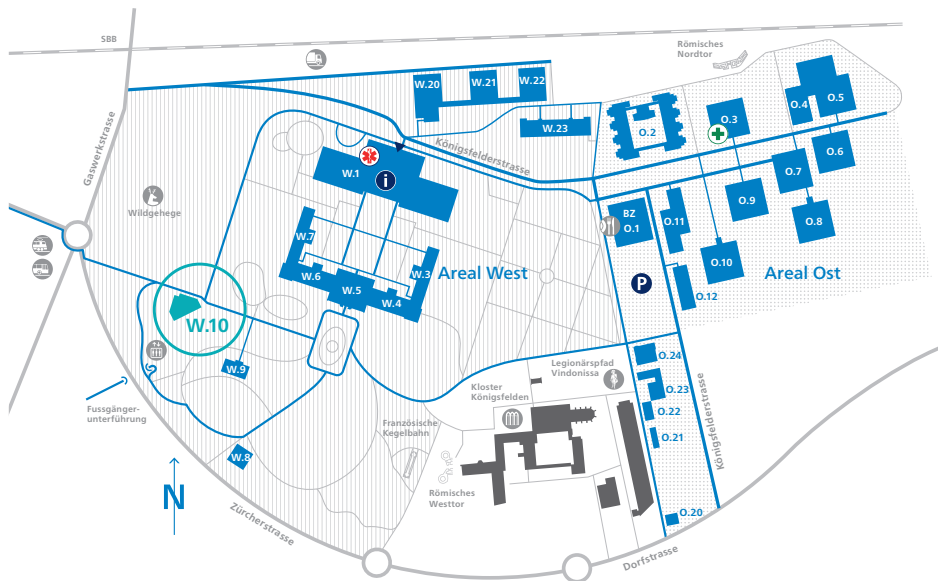 SBB
Gaswerkstrasse
Römisches
Nordtor
W.20
W.21
W.22
W.23
O.2
O.3
O.4
O.5
O.6
Königsfelderstrasse
W.1
i
O.7
O.9
O.8
Wildgehege
BZ
O.1
O.11
W.7
W.3
Areal West
O.10
Areal Ost
W.6
W.5
W.4
P
O.12
W.10
O.24
W.9
Legionärspfad
Vindonissa
Kloster
Königsfelden
O.23
Königsfelderstrasse
O.22
Fussgänger-
unterführung
Französische
Kegelbahn
O.21
W.8
N
Römisches
Westtor
Zürcherstrasse
O.20
Dorfstrasse